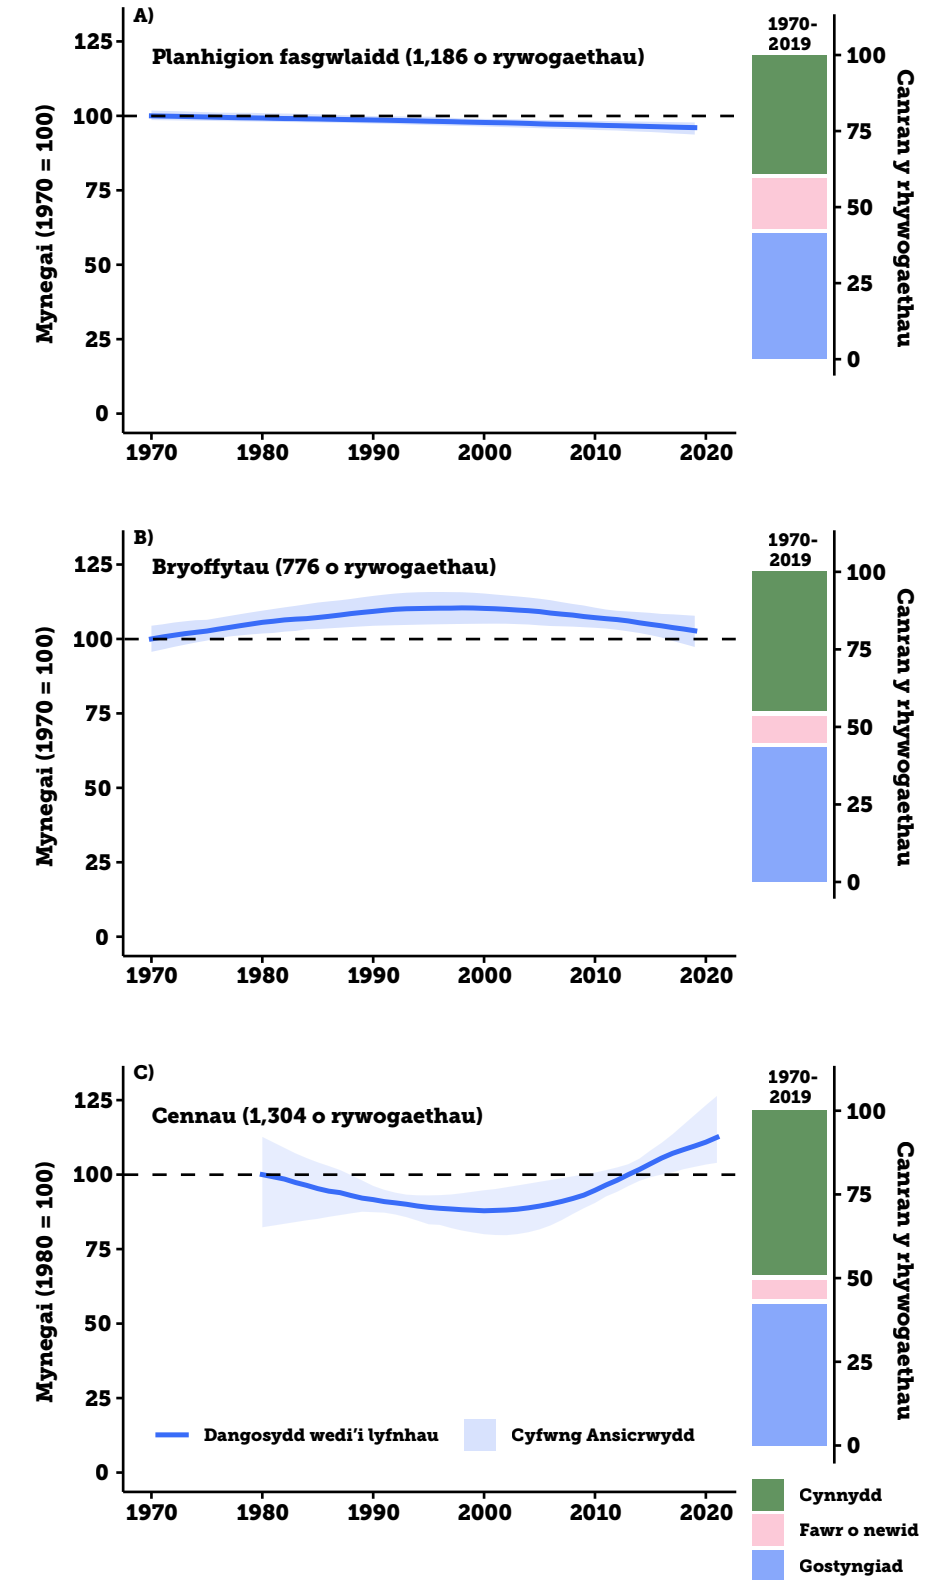 A)
Planhigion fasgwlaidd (1,186 o rywogaethau)
Mynegai (1970 = 100)
125
100
75
50
25
0
1970 1980 1990 2000 2010 2020
1970-
2019
100
75
50
25
0
Canran y rhywogaethau
B)
Bryoffytau (776 o rywogaethau)
Mynegai (1970 = 100)
125
100
75
50
25
0
1970 1980 1990 2000 2010 2020
1970-
2019
100
75
50
25
0
Canran y rhywogaethau
C)
Cennau (1,304 o rywogaethau)
Mynegai (1980 = 100)
125
100
75
50
25
0
Dangosydd wedi’i lyfnhau Cyfwng Ansicrwydd
1970 1980 1990 2000 2010 2020
1970-
2019
100
75
50
25
0
Canran y rhywogaethau
Cynnydd
Fawr o newid
Gostyngiad